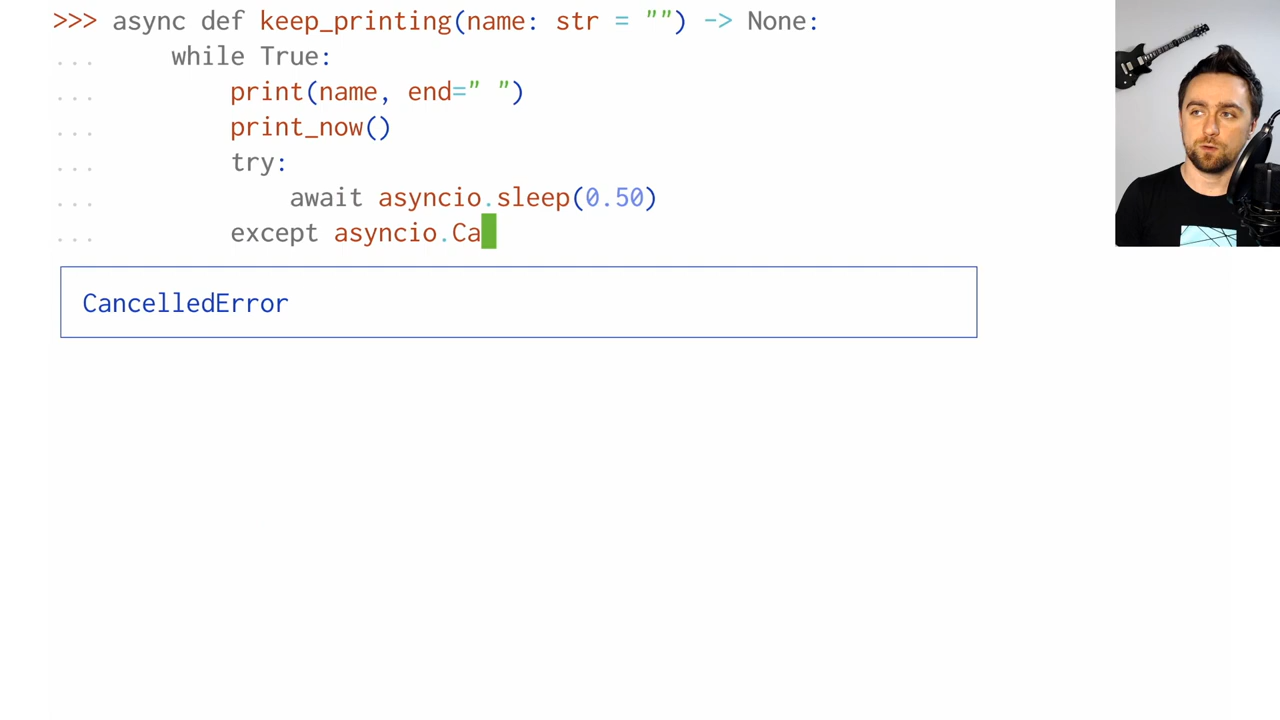 >>> async def keep_printing(name: str = "") -> None:
...     while True:
...         print(name, end=" ")
...         print_now()
...         try:
...             await asyncio.sleep(0.50)
...         except asyncio.Ca
CancelledError